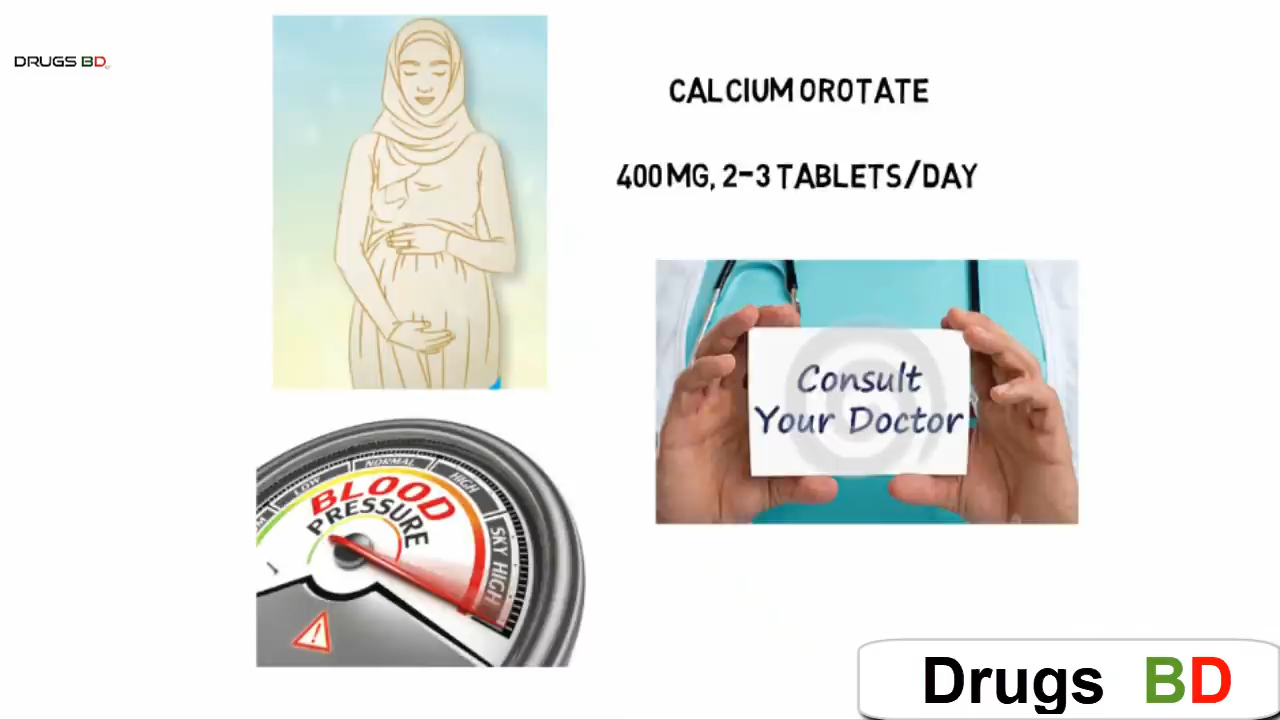 DRUGS BD
CALCIUM OROTATE
400 MG, 2-3 TABLETS/DAY
Consult
Your Doctor
LOW
NORMAL
HIGH
SKY HIGH
BLOOD
PRESSURE
Drugs BD